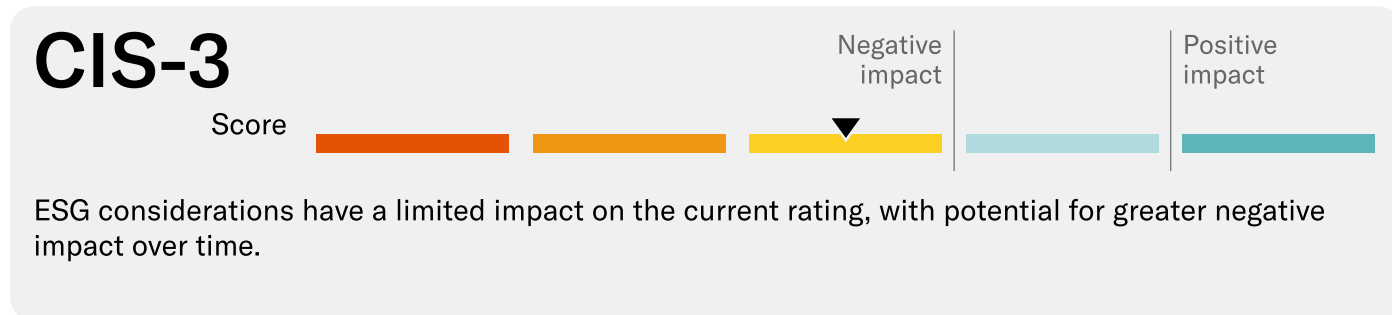 CIS-3
Negative
impact
Positive
impact
Score
ESG considerations have a limited impact on the current rating, with potential for greater negative
impact over time.